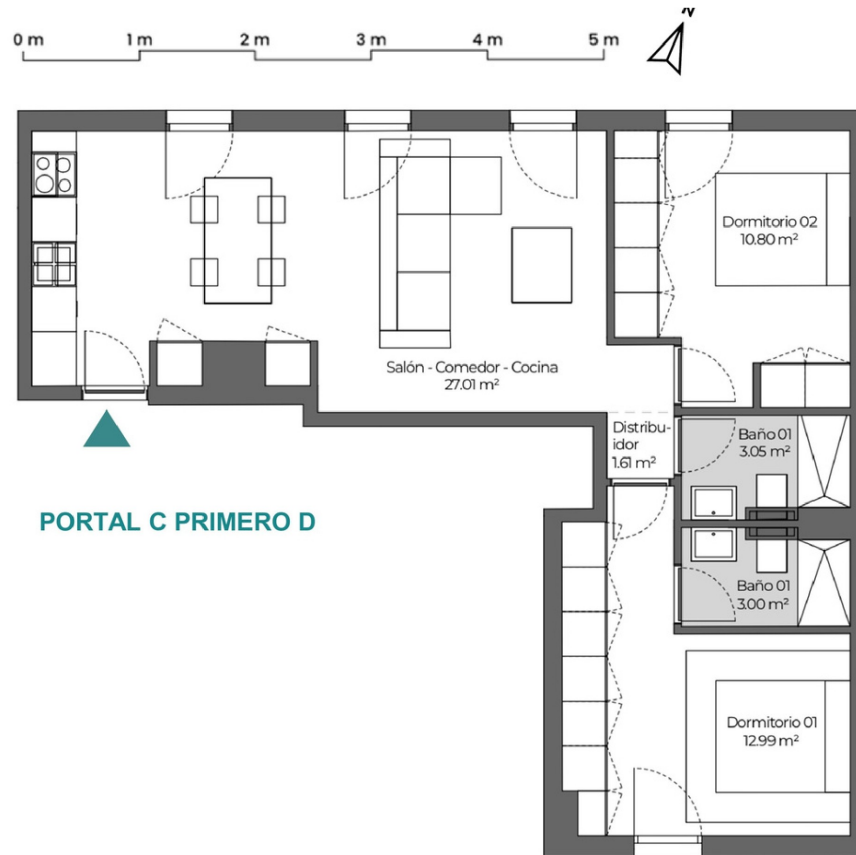 0 m 1 m 2 m 3 m 4 m 5 m
N
Dormitorio 02
10.80 m²
Salón - Comedor - Cocina
27.01 m²
Distribu-
idor
1.61 m²
Baño 01
3.05 m²
PORTAL C PRIMERO D
Baño 01
3.00 m²
Dormitorio 01
12.99 m²